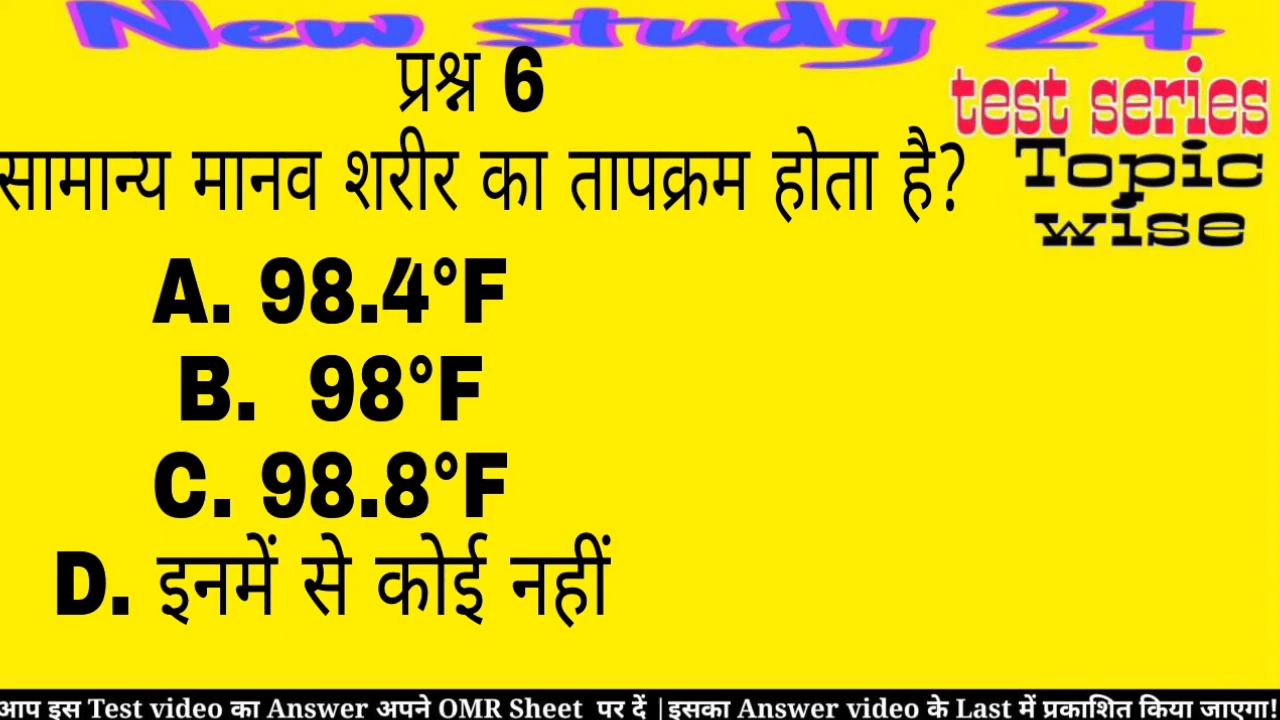 New study 24
प्रश्न 6
test series
Topic
wise
सामान्य मानव शरीर का तापक्रम होता है?
A. 98.4°F
B. 98°F
C. 98.8°F
D. इनमें से कोई नहीं
आप इस Test video का Answer अपने OMR Sheet पर दें |इसका Answer video के Last में प्रकाशित किया जाएगा!